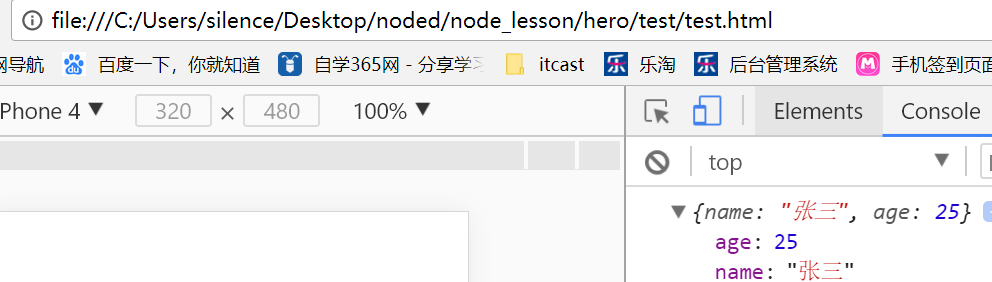 file:///C:/Users/silence/Desktop/noded/node_lesson/hero/test/test.html
网导航 百度一下，你就知道 自学365网 - 分享学习 itcast 乐淘 后台管理系统 手机签到页面
Phone 4 ▼ 320 × 480 100% ▼ Elements Console
top ▼
▼ {name: "张三", age: 25}
age: 25
name: "张三"